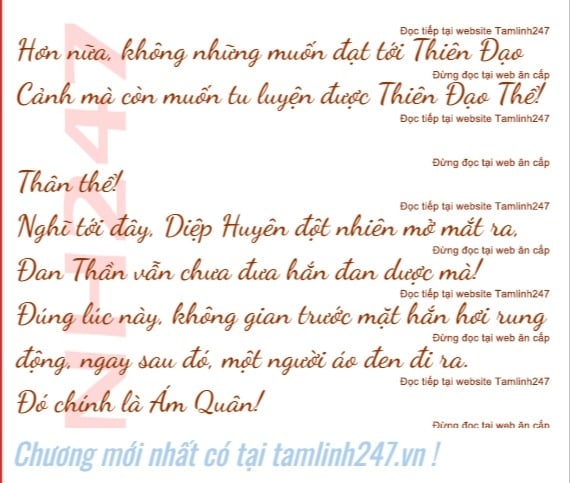 Đọc tiếp tại website Tamlinh247
Hơn nữa, không những muốn đạt tới Thiên Đạo
Đừng đọc tại web ăn cắp
Cảnh mà còn muốn tu luyện được Thiên Đạo Thể!
Đọc tiếp tại website Tamlinh247
Đừng đọc tại web ăn cắp
Thân thể!
Đọc tiếp tại website Tamlinh247
Nghĩ tới đây, Diệp Huyên đột nhiên mở mắt ra,
Đừng đọc tại web ăn cắp
Đan Thần vẫn chưa đưa hắn đan dược mà!
Đọc tiếp tại website Tamlinh247
Đúng lúc này, không gian trước mặt hắn hơi rung
Đừng đọc tại web ăn cắp
động, ngay sau đó, một người áo đen đi ra.
Đọc tiếp tại website Tamlinh247
Đó chính là Ám Quân!
Đừng đọc tại web ăn cắp
NH247
Chương mới nhất có tại tamlinh247.vn !